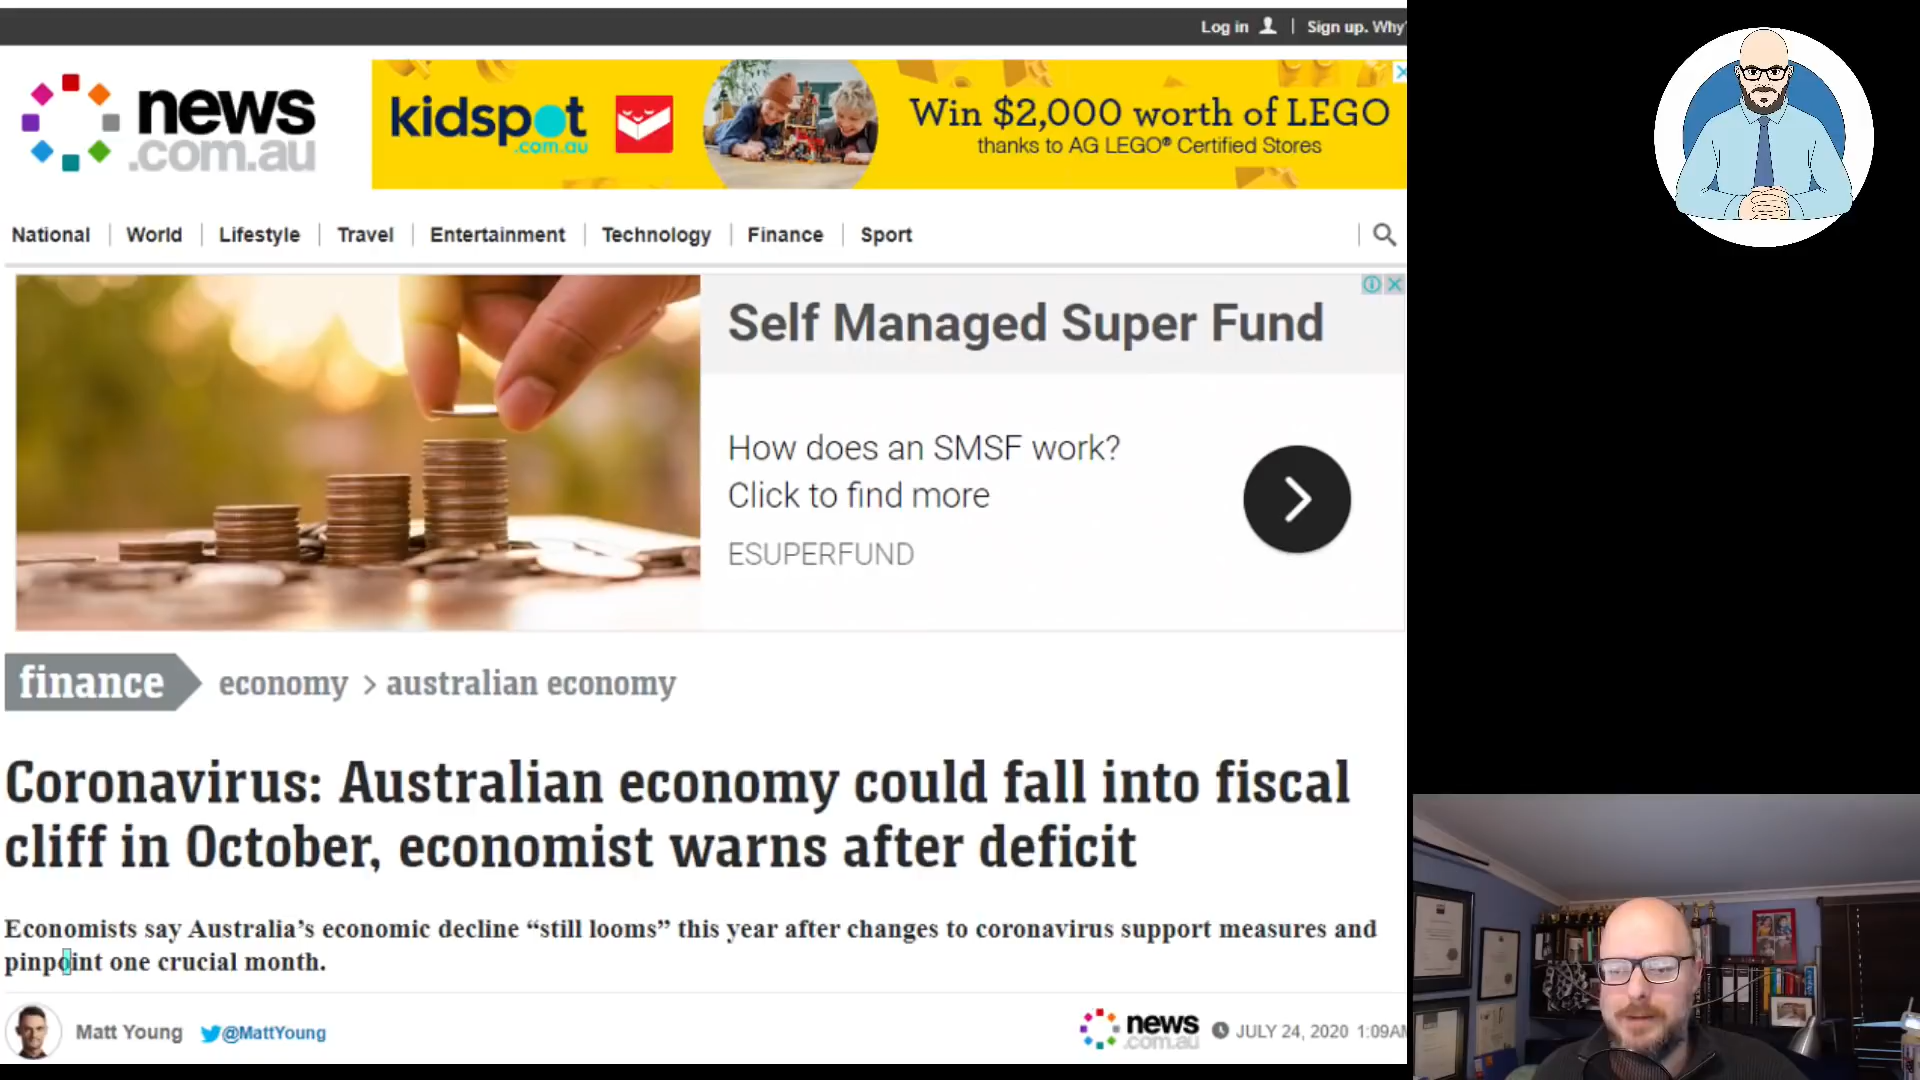 Log in | Sign up. Why?
news
.com.au
kidspot
.com.au
Win $2,000 worth of LEGO
thanks to AG LEGO® Certified Stores
National | World | Lifestyle | Travel | Entertainment | Technology | Finance | Sport
Self Managed Super Fund
How does an SMSF work?
Click to find more
ESUPERFUND
finance economy > australian economy
Coronavirus: Australian economy could fall into fiscal
cliff in October, economist warns after deficit
Economists say Australia’s economic decline “still looms” this year after changes to coronavirus support measures and
pinpoint one crucial month.
Matt Young @MattYoung
news
.com.au
JULY 24, 2020 1:09AM